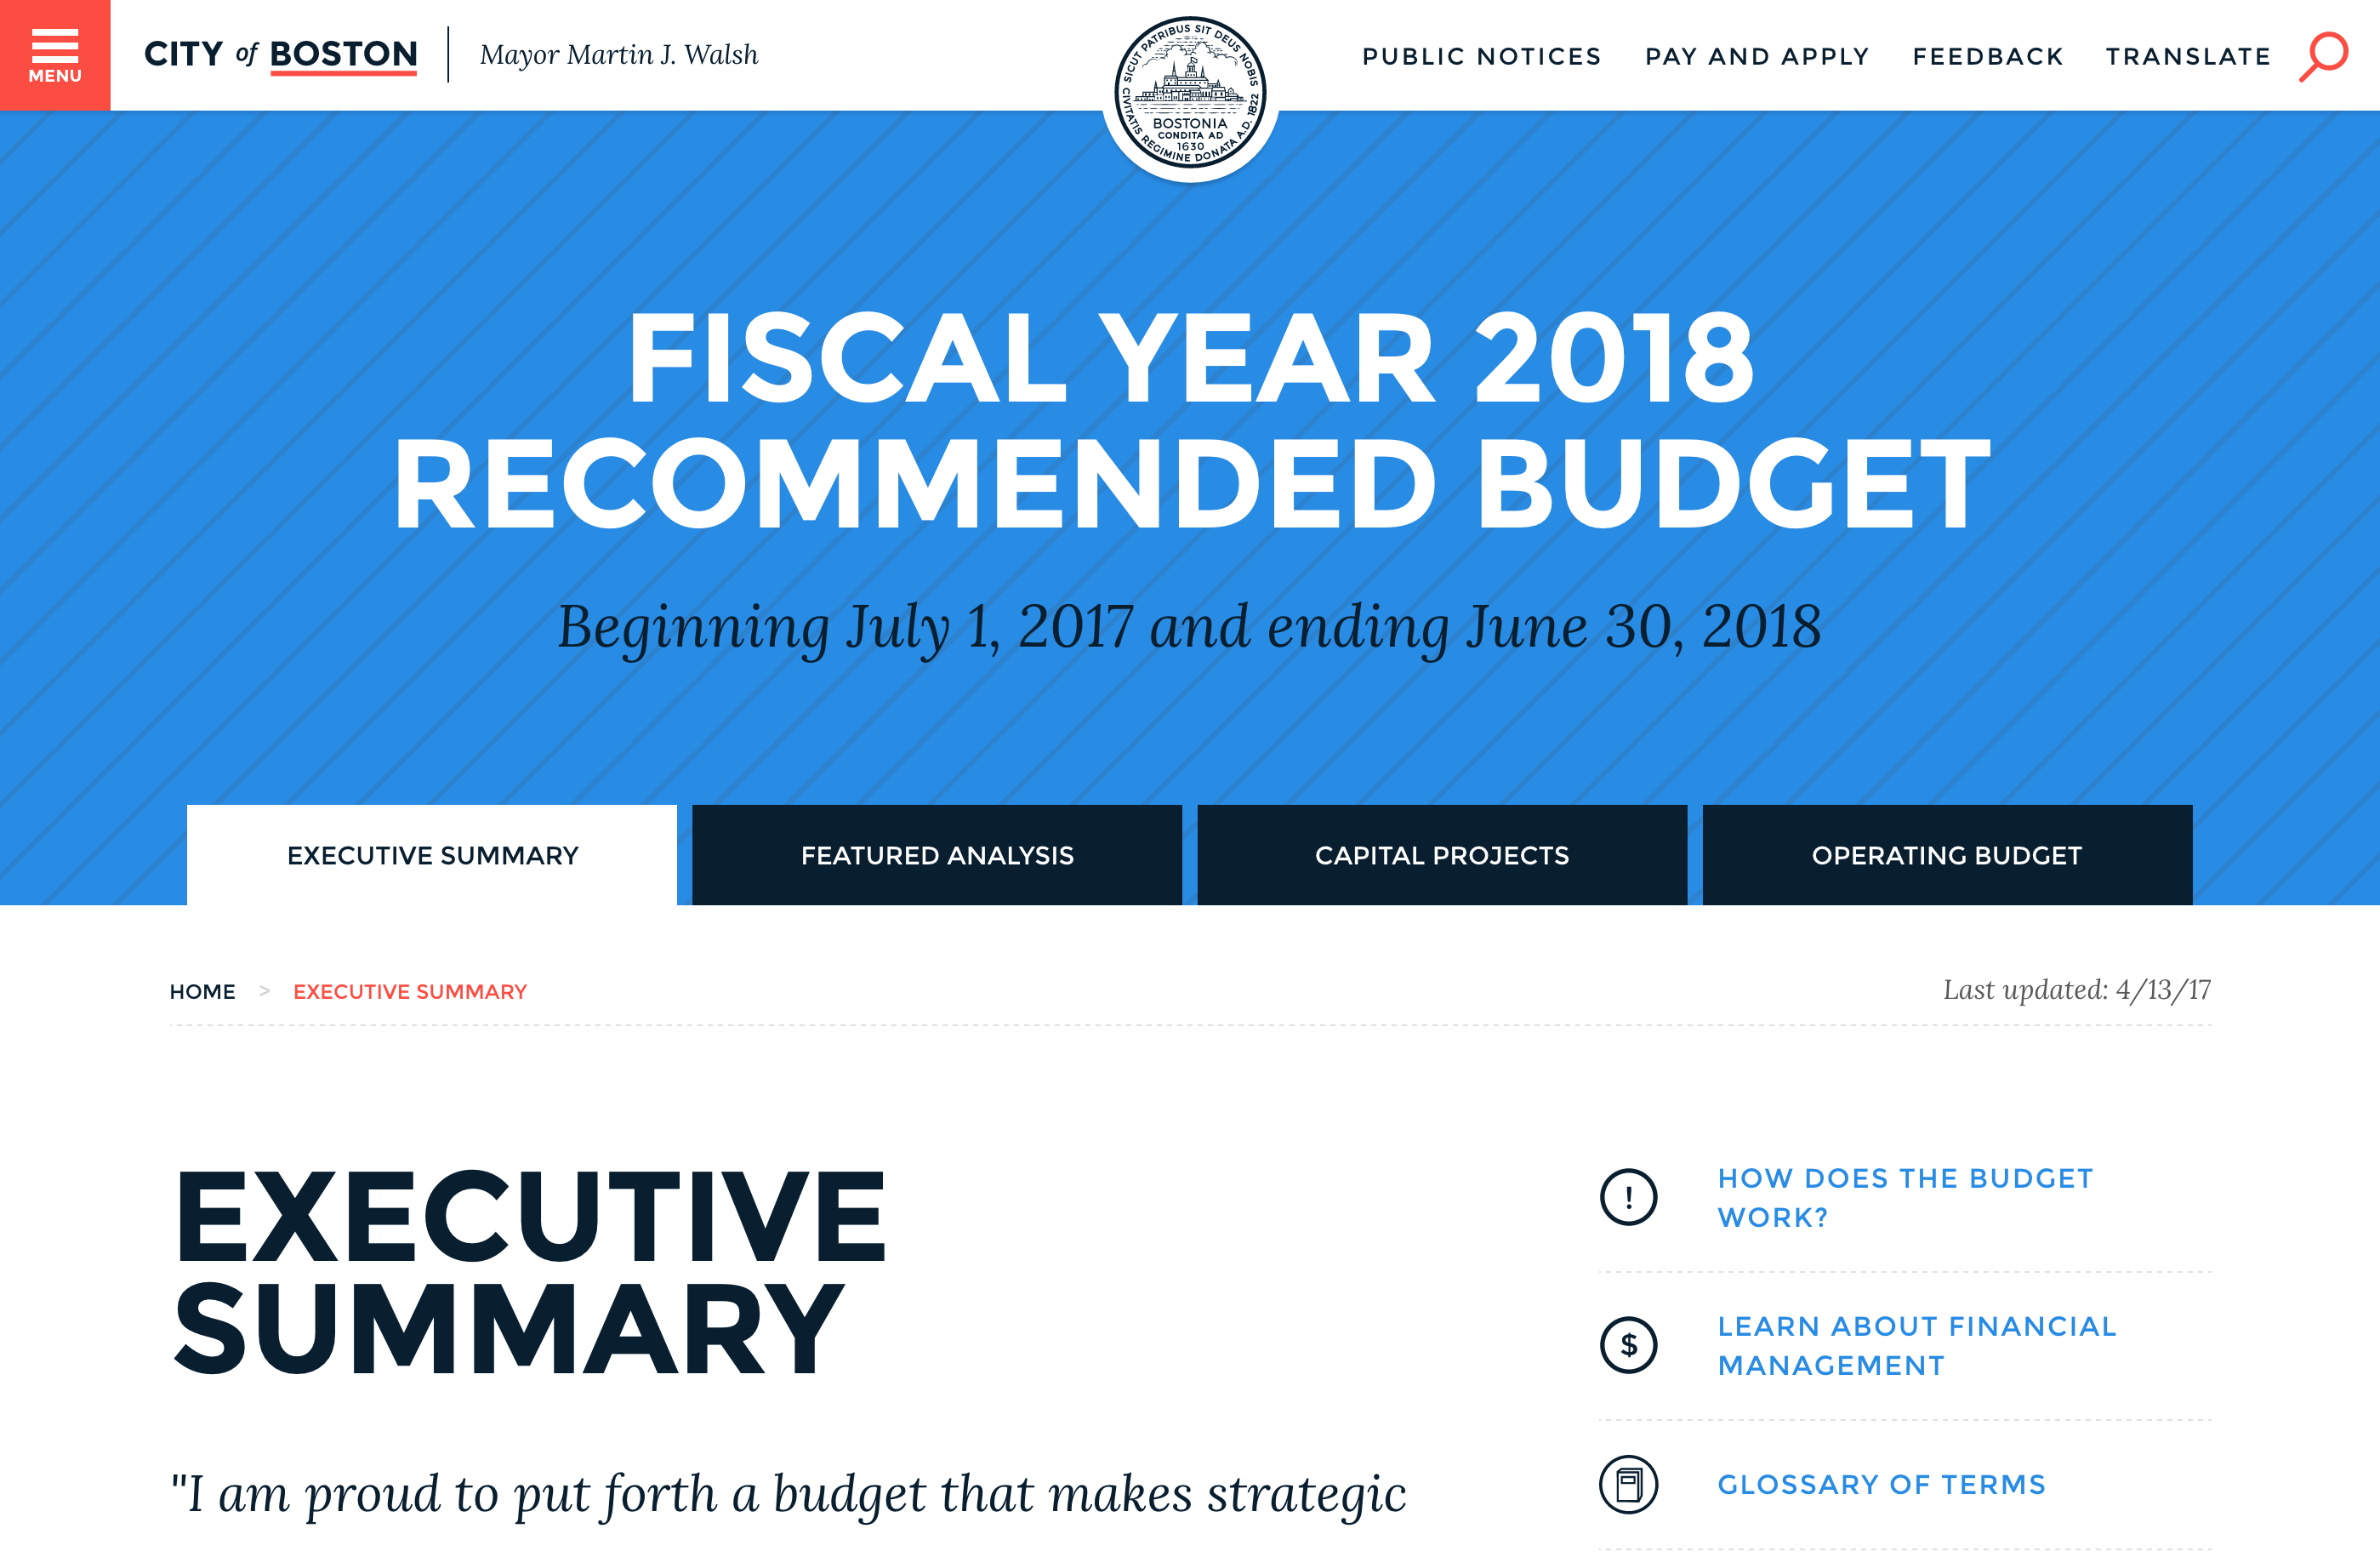 MENU
CITY of BOSTON
Mayor Martin J. Walsh
SICUT PATRIBUS SIT DEUS NOBIS
CIVITATIS REGIMINE DONATA A.D. 1822
BOSTONIA
CONDITA AD
1630
PUBLIC NOTICES
PAY AND APPLY
FEEDBACK
TRANSLATE
FISCAL YEAR 2018
RECOMMENDED BUDGET
Beginning July 1, 2017 and ending June 30, 2018
EXECUTIVE SUMMARY
FEATURED ANALYSIS
CAPITAL PROJECTS
OPERATING BUDGET
HOME > EXECUTIVE SUMMARY
Last updated: 4/13/17
EXECUTIVE
SUMMARY
"I am proud to put forth a budget that makes strategic
!
HOW DOES THE BUDGET
WORK?
$
LEARN ABOUT FINANCIAL
MANAGEMENT
GLOSSARY OF TERMS